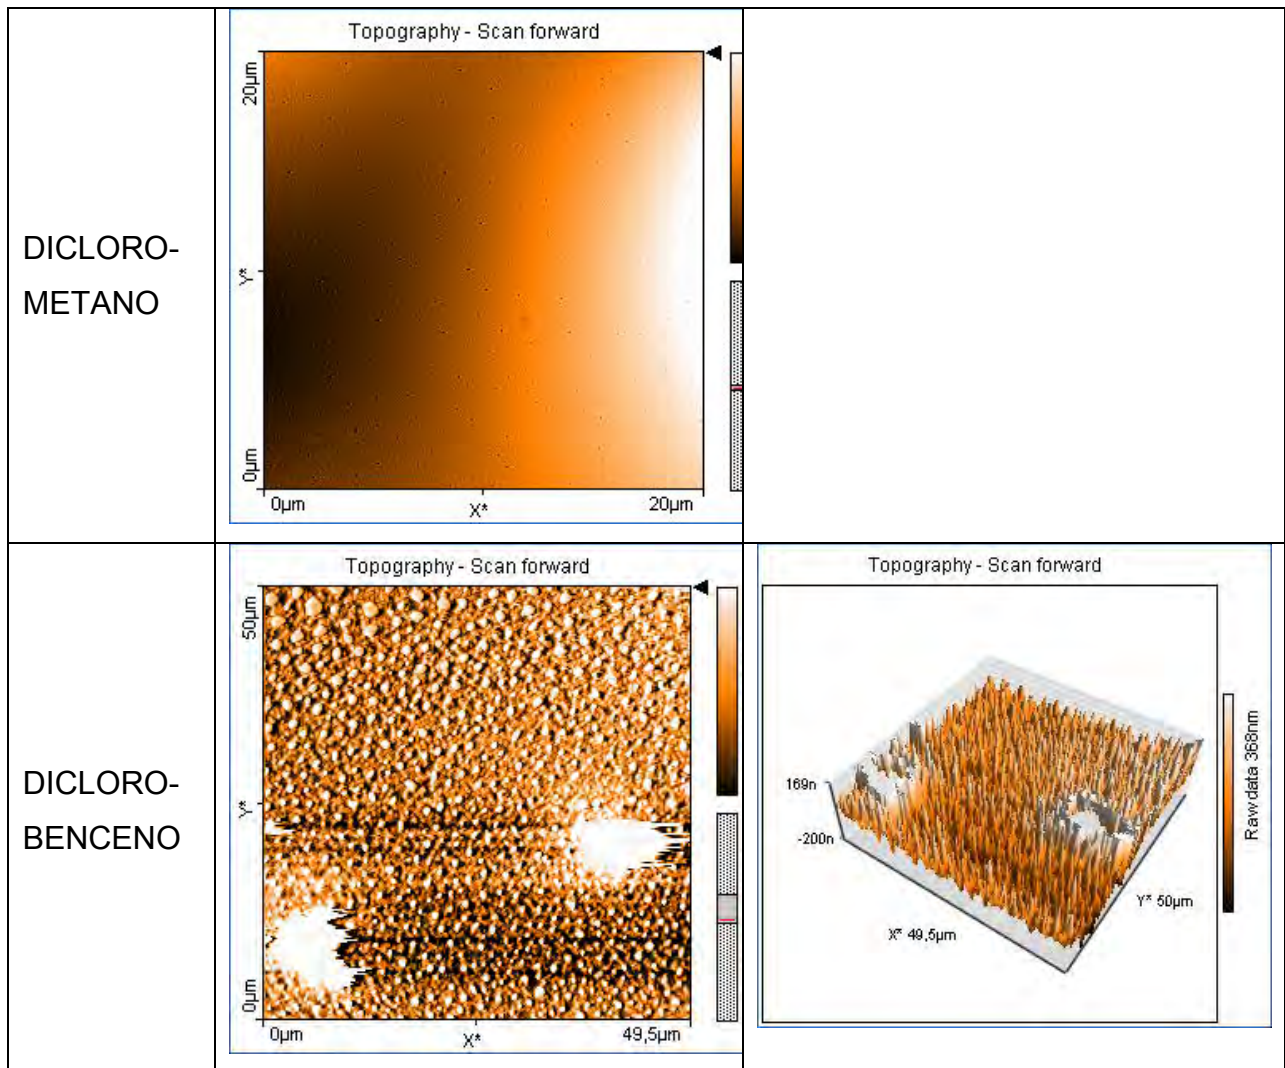 DICLORO-
METANO
Topography - Scan forward
20µm
Y*
0µm
0µm
X*
20µm
DICLORO-
BENCENO
Topography - Scan forward
50µm
Y*
0µm
0µm
X*
49,5µm
Topography - Scan forward
169n
-200n
X* 49,5µm
Y* 50µm
Raw data 368nm